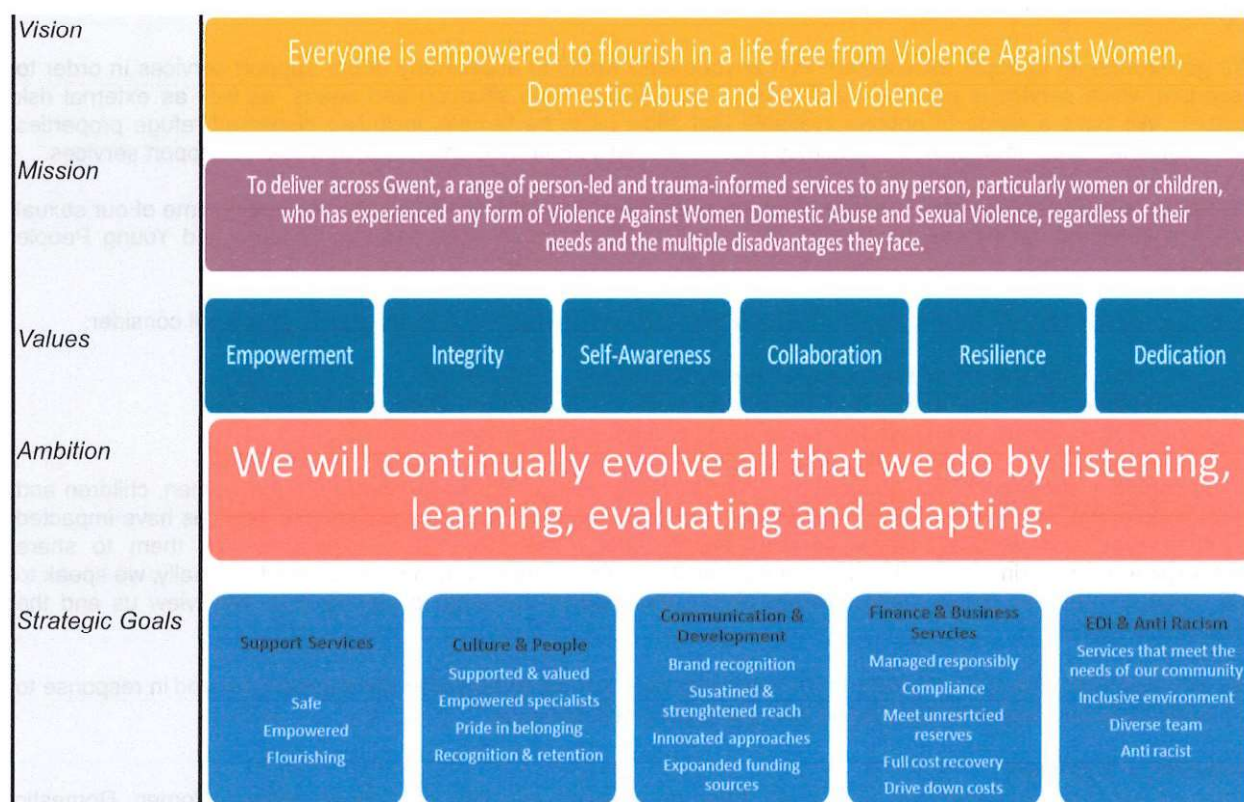 Vision
Everyone is empowered to flourish in a life free from Violence Against Women,
Domestic Abuse and Sexual Violence
Mission
To deliver across Gwent, a range of person-led and trauma-informed services to any person, particularly women or children,
who has experienced any form of Violence Against Women Domestic Abuse and Sexual Violence, regardless of their
needs and the multiple disadvantages they face.
Values
Empowerment
Integrity
Self-Awareness
Collaboration
Resilience
Dedication
Ambition
We will continually evolve all that we do by listening,
learning, evaluating and adapting.
Strategic Goals
Support Services
Safe
Empowered
Flourishing
Culture & People
Supported & valued
Empowered specialists
Pride in belonging
Recognition & retention
Communication &
Development
Brand recognition
Susatined &
strenghtened reach
Innovated approaches
Expoanded funding
sources
Finance & Business
Servcies
Managed responsibly
Compliance
Meet unresrtcied
reserves
Full cost recovery
Drive down costs
EDI & Anti Racism
Services that meet the
needs of our community
Inclusive environment
Diverse team
Anti racist